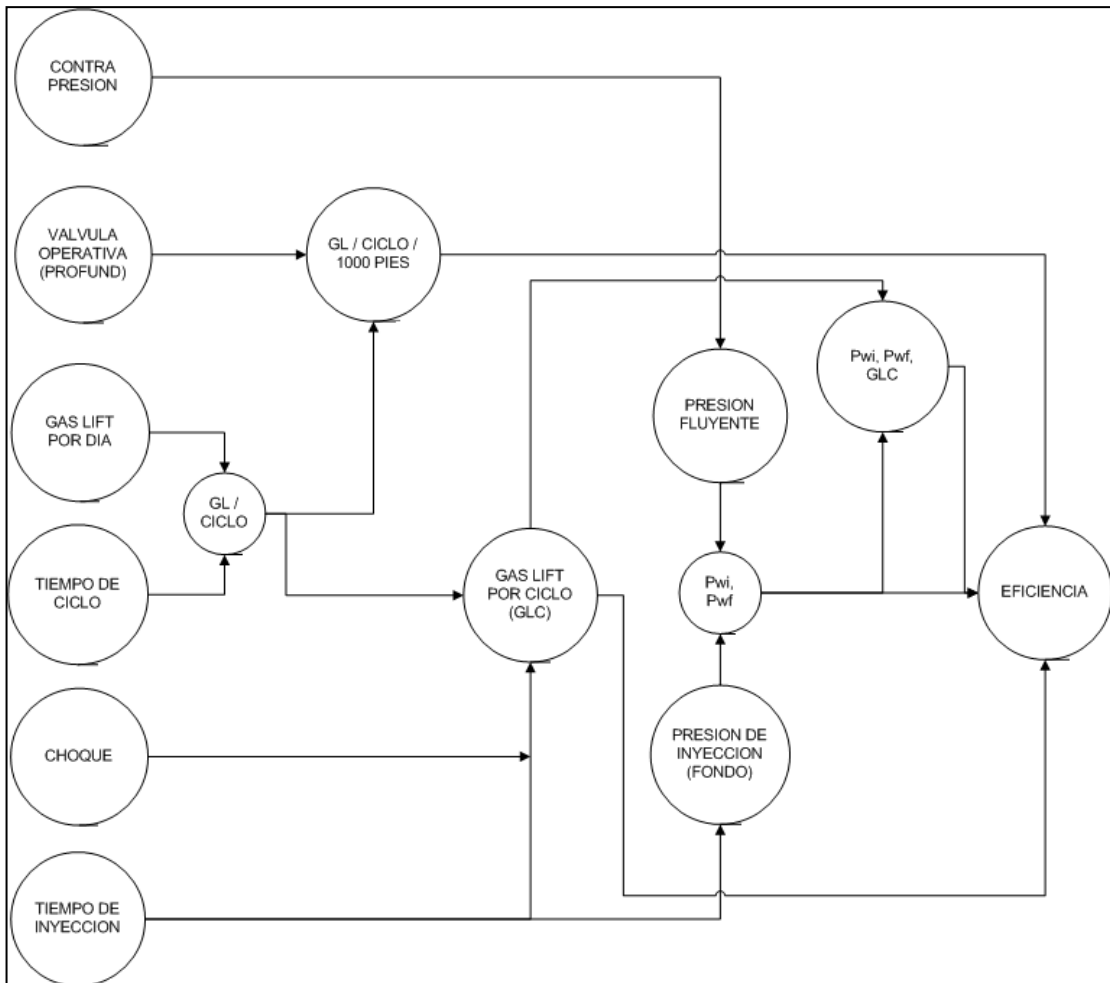 CONTRA
PRESION
VALVULA
OPERATIVA
(PROFUND)
GL / CICLO /
1000 PIES
GAS LIFT
POR DIA
GL /
CICLO
TIEMPO DE
CICLO
CHOQUE
TIEMPO DE
INYECCION
GAS LIFT
POR CICLO
(GLC)
PRESION
FLUYENTE
Pwi,
Pwf
PRESION DE
INYECCION
(FONDO)
Pwi, Pwf,
GLC
EFICIENCIA